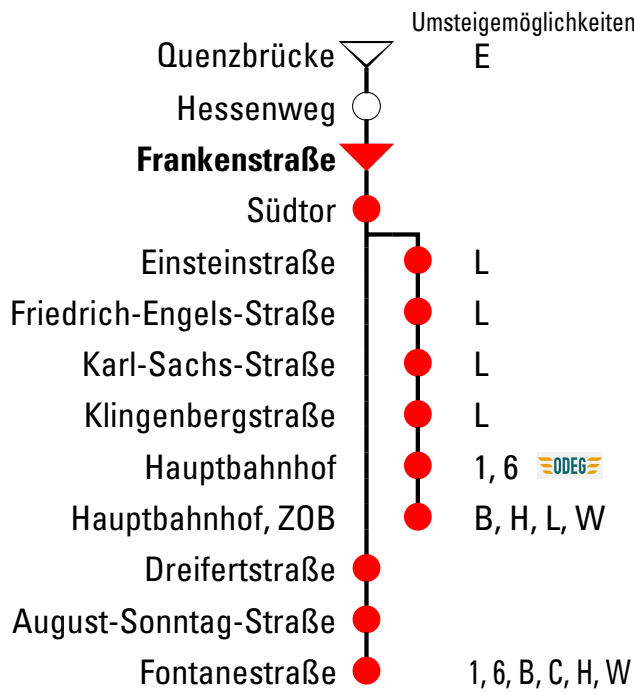 Umsteigemöglichkeiten
Quenzbrücke E
Hessenweg
Frankenstraße
Südtor
Einsteinstraße L
Friedrich-Engels-Straße L
Karl-Sachs-Straße L
Klingenbergstraße L
Hauptbahnhof 1, 6 ODEG
Hauptbahnhof, ZOB B, H, L, W
Dreifertstraße
August-Sonntag-Straße
Fontanestraße 1, 6, B, C, H, W